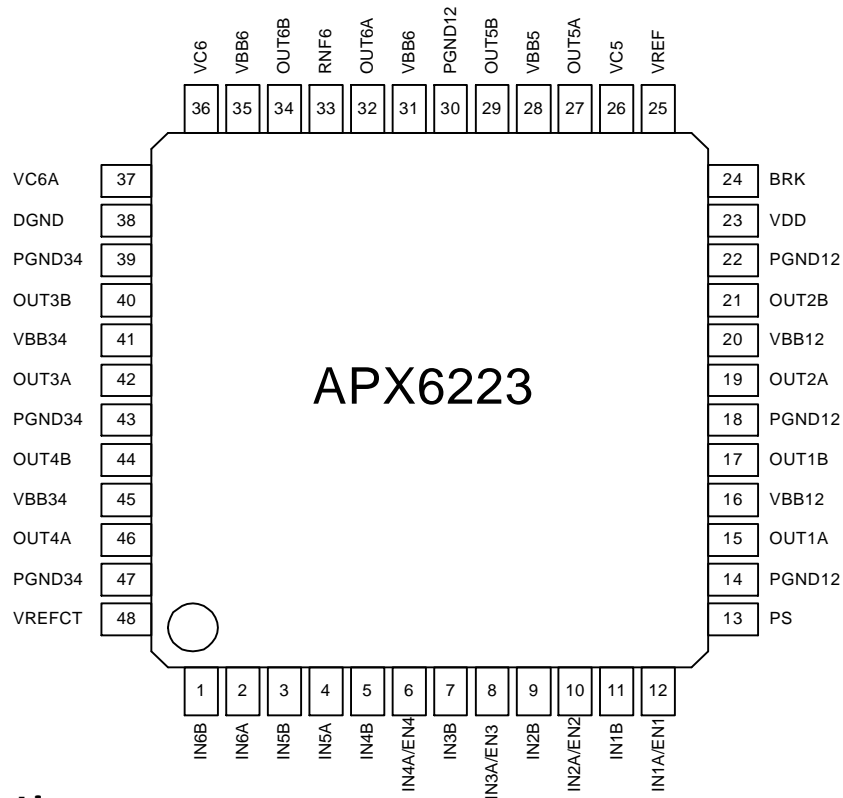 VC6 VBB6 OUT6B RNF6 OUT6A VBB6 PGND12 OUT5B VBB5 OUT5A VC5 VREF
36 35 34 33 32 31 30 29 28 27 26 25
VC6A 37 24 BRK
DGND 38 23 VDD
PGND34 39 22 PGND12
OUT3B 40 21 OUT2B
VBB34 41 20 VBB12
OUT3A 42 19 OUT2A
APX6223
PGND34 43 18 PGND12
OUT4B 44 17 OUT1B
VBB34 45 16 VBB12
OUT4A 46 15 OUT1A
PGND34 47 14 PGND12
VREFCT 48 13 PS
1 2 3 4 5 6 7 8 9 10 11 12
IN6B IN6A IN5B IN5A IN4B IN4A/EN4 IN3B IN3A/EN3 IN2B IN2A/EN2 IN1B IN1A/EN1